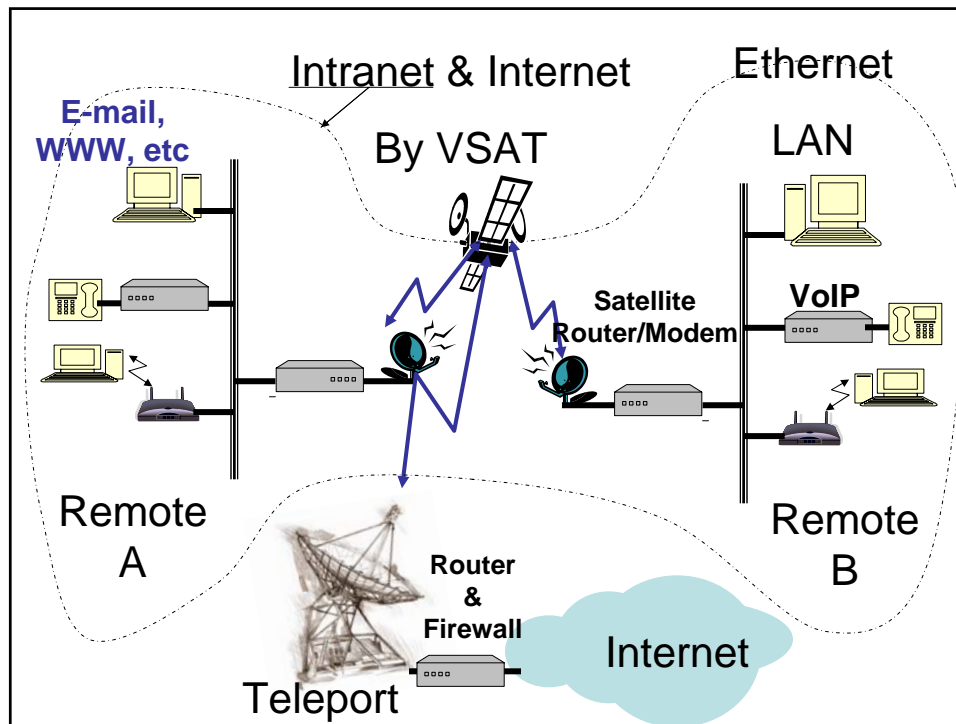 Intranet & Internet
By VSAT
Ethernet
LAN
E-mail,
WWW, etc
Satellite
Router/Modem
VoIP
Remote
A
Remote
B
Router
&
Firewall
Teleport
Internet